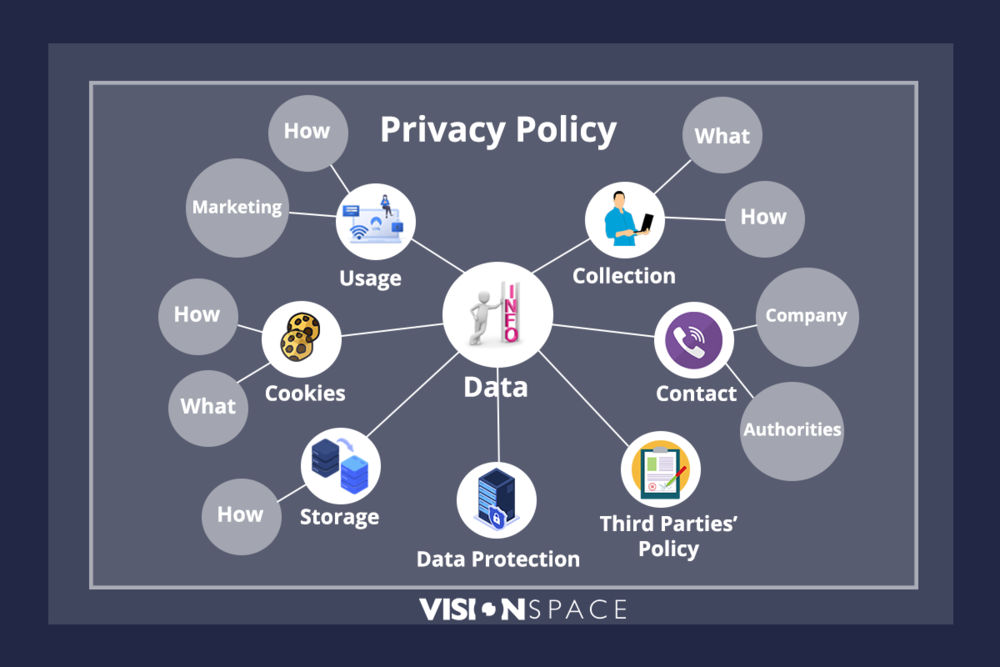 Privacy Policy
How
What
Marketing
How
Usage
Collection
INFO
How
Company
Cookies
Contact
Data
What
Authorities
How
Storage
Third Parties’
Policy
Data Protection
VISIONSPACE